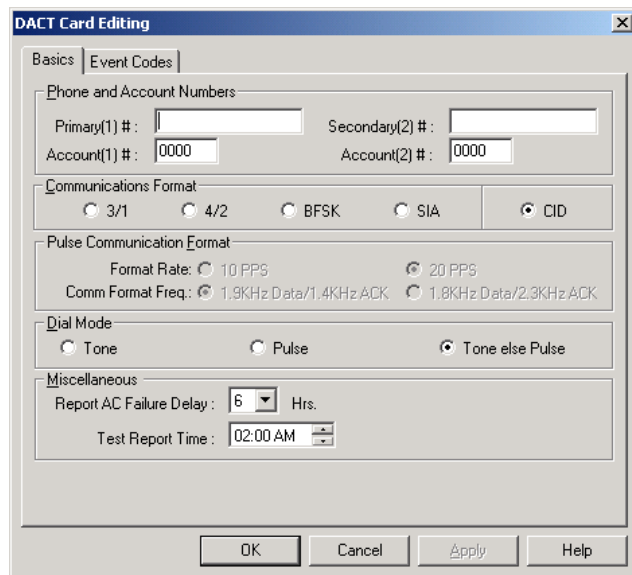 DACT Card Editing
Basics Event Codes
Phone and Account Numbers
Primary(1) # : Secondary(2) # :
Account(1) # : 0000 Account(2) # : 0000
Communications Format
3/1 4/2 BFSK SIA CID
Pulse Communication Format
Format Rate: 10 PPS 20 PPS
Comm Format Freq.: 1.9KHz Data/1.4KHz ACK 1.8KHz Data/2.3KHz ACK
Dial Mode
Tone Pulse Tone else Pulse
Miscellaneous
Report AC Failure Delay : 6 Hrs.
Test Report Time : 02:00 AM
OK Cancel Apply Help